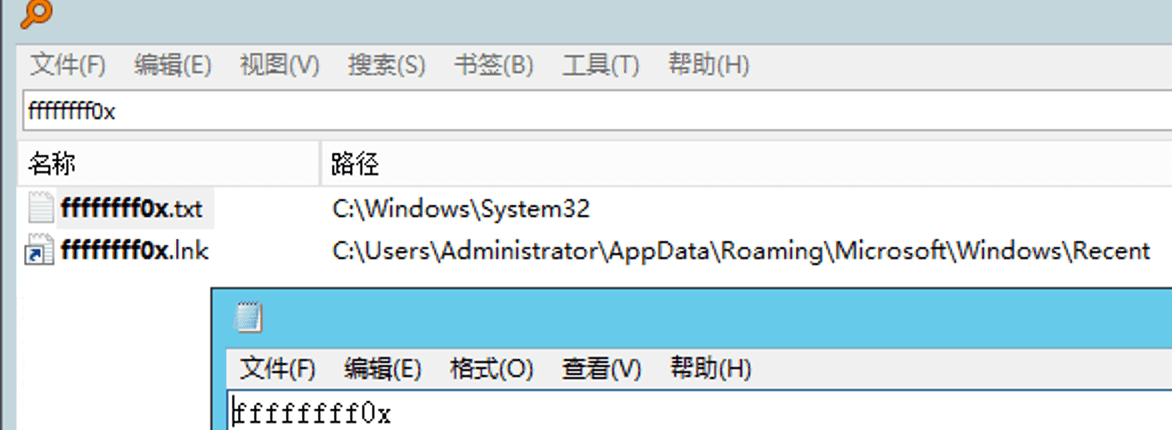 文件(F) 编辑(E) 视图(V) 搜索(S) 书签(B) 工具(T) 帮助(H)
ffffffff0x
名称 路径
ffffffff0x.txt C:\Windows\System32
ffffffff0x.lnk C:\Users\Administrator\AppData\Roaming\Microsoft\Windows\Recent
文件(F) 编辑(E) 格式(O) 查看(V) 帮助(H)
ffffffff0x